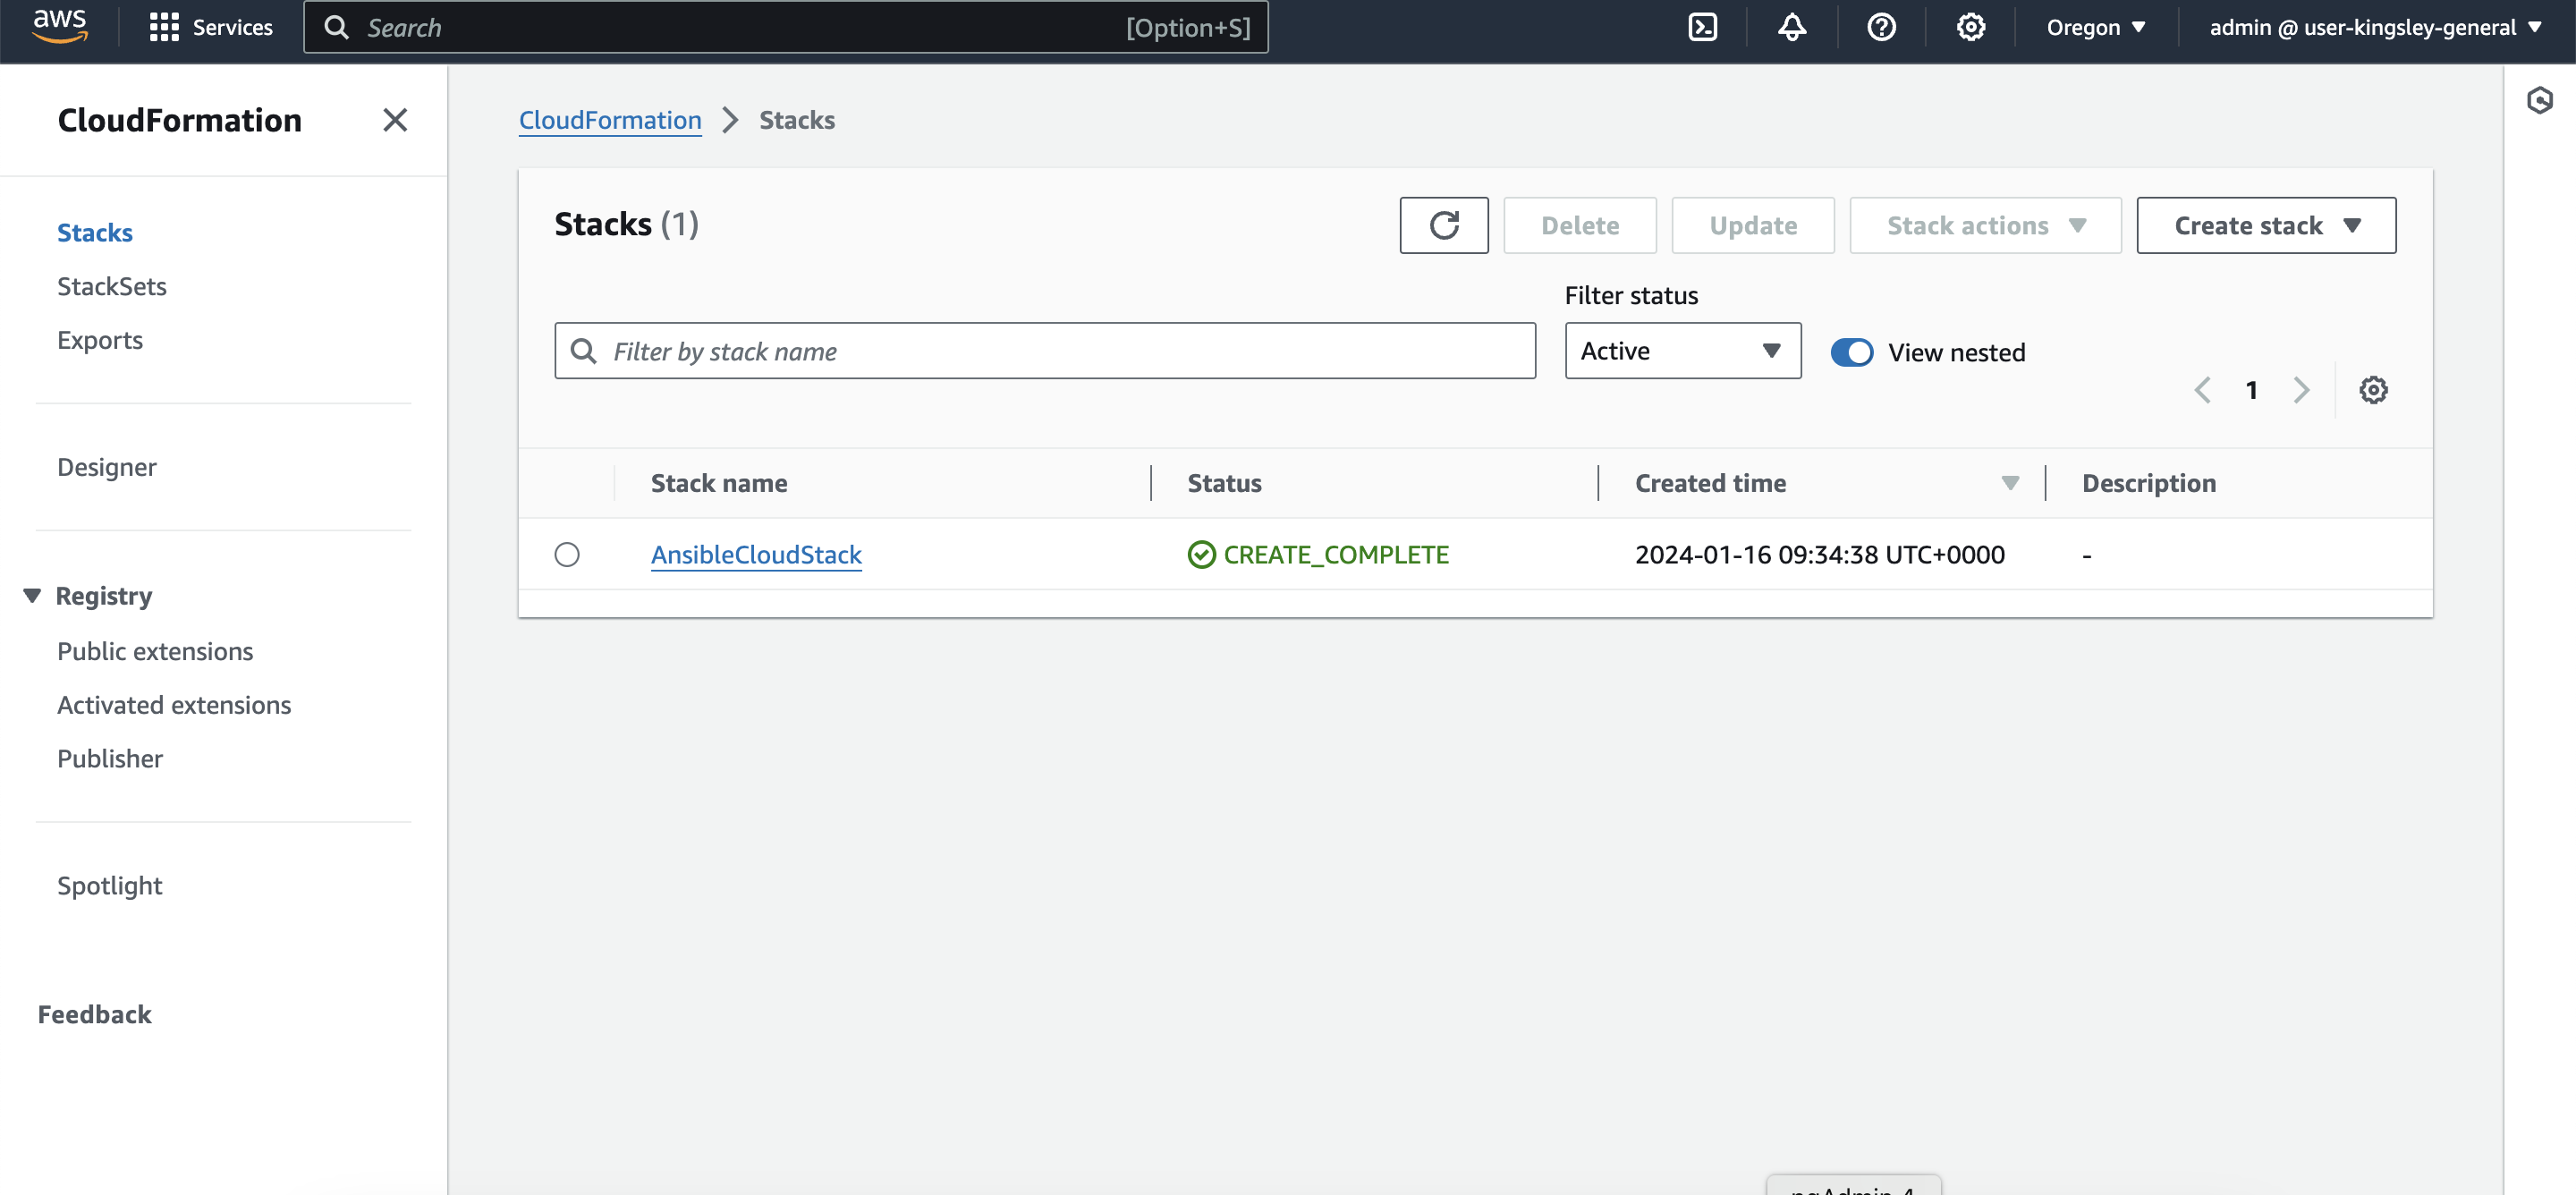 aws Services Search [Option+S] Oregon admin @ user-kingsley-general
CloudFormation
Stacks
StackSets
Exports
Designer
Registry
Public extensions
Activated extensions
Publisher
Spotlight
Feedback
CloudFormation Stacks
Stacks (1) Delete Update Stack actions Create stack
Filter status
Filter by stack name Active View nested
1
Stack name Status Created time Description
AnsibleCloudStack CREATE_COMPLETE 2024-01-16 09:34:38 UTC+0000 -
pgAdmin 4